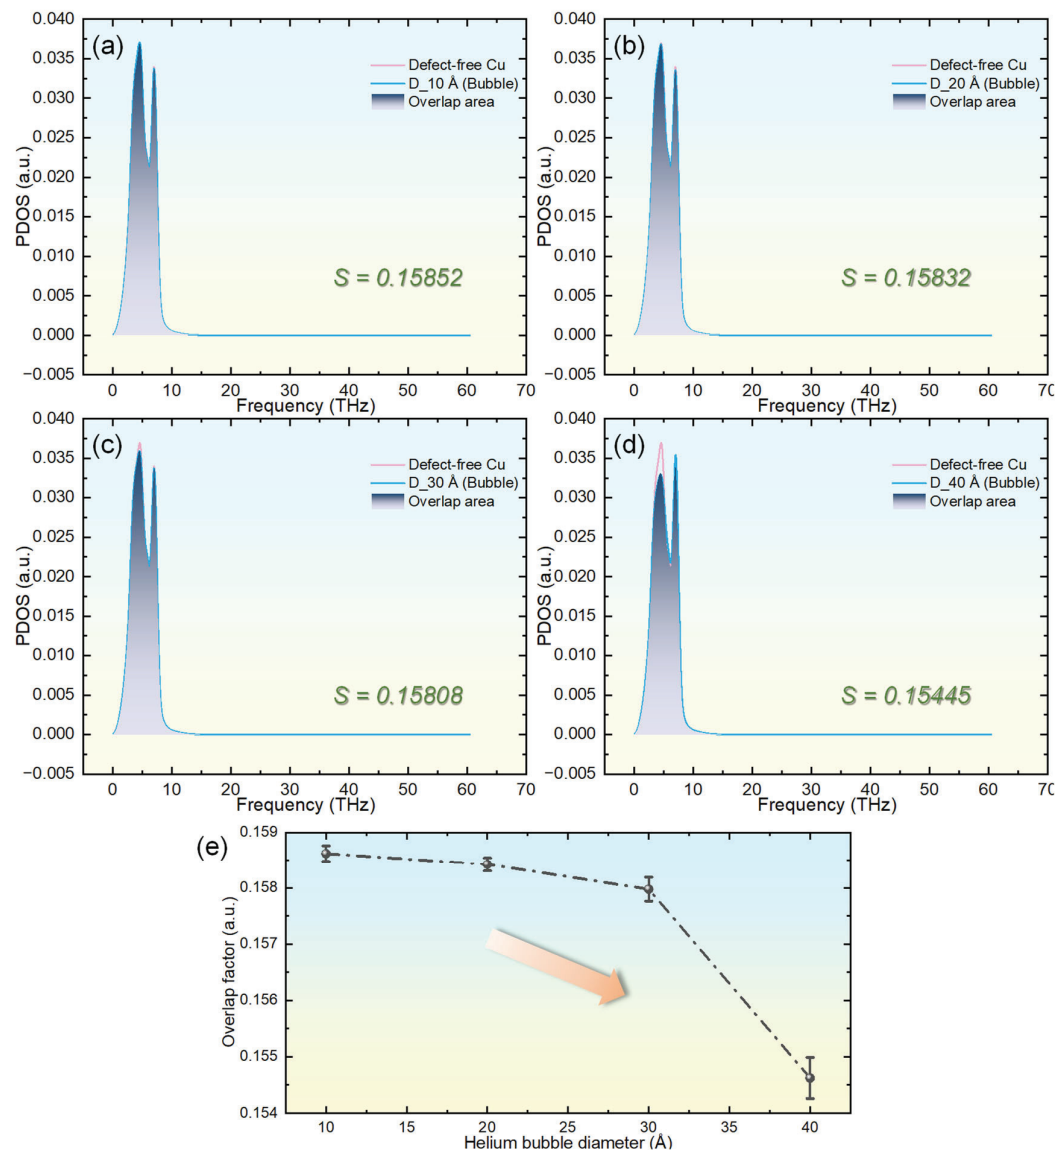 (a)
Defect-free Cu
D_10 Å (Bubble)
Overlap area
S = 0.15852
PDOS (a.u.)
0.040
0.035
0.030
0.025
0.020
0.015
0.010
0.005
0.000
−0.005
0 10 20 30 40 50 60 70
Frequency (THz)
(b)
Defect-free Cu
D_20 Å (Bubble)
Overlap area
S = 0.15832
PDOS (a.u.)
0.040
0.035
0.030
0.025
0.020
0.015
0.010
0.005
0.000
−0.005
0 10 20 30 40 50 60 70
Frequency (THz)
(c)
Defect-free Cu
D_30 Å (Bubble)
Overlap area
S = 0.15808
PDOS (a.u.)
0.040
0.035
0.030
0.025
0.020
0.015
0.010
0.005
0.000
−0.005
0 10 20 30 40 50 60 70
Frequency (THz)
(d)
Defect-free Cu
D_40 Å (Bubble)
Overlap area
S = 0.15445
PDOS (a.u.)
0.040
0.035
0.030
0.025
0.020
0.015
0.010
0.005
0.000
−0.005
0 10 20 30 40 50 60 70
Frequency (THz)
(e)
Overlap factor (a.u.)
0.159
0.158
0.157
0.156
0.155
0.154
10 15 20 25 30 35 40
Helium bubble diameter (Å)